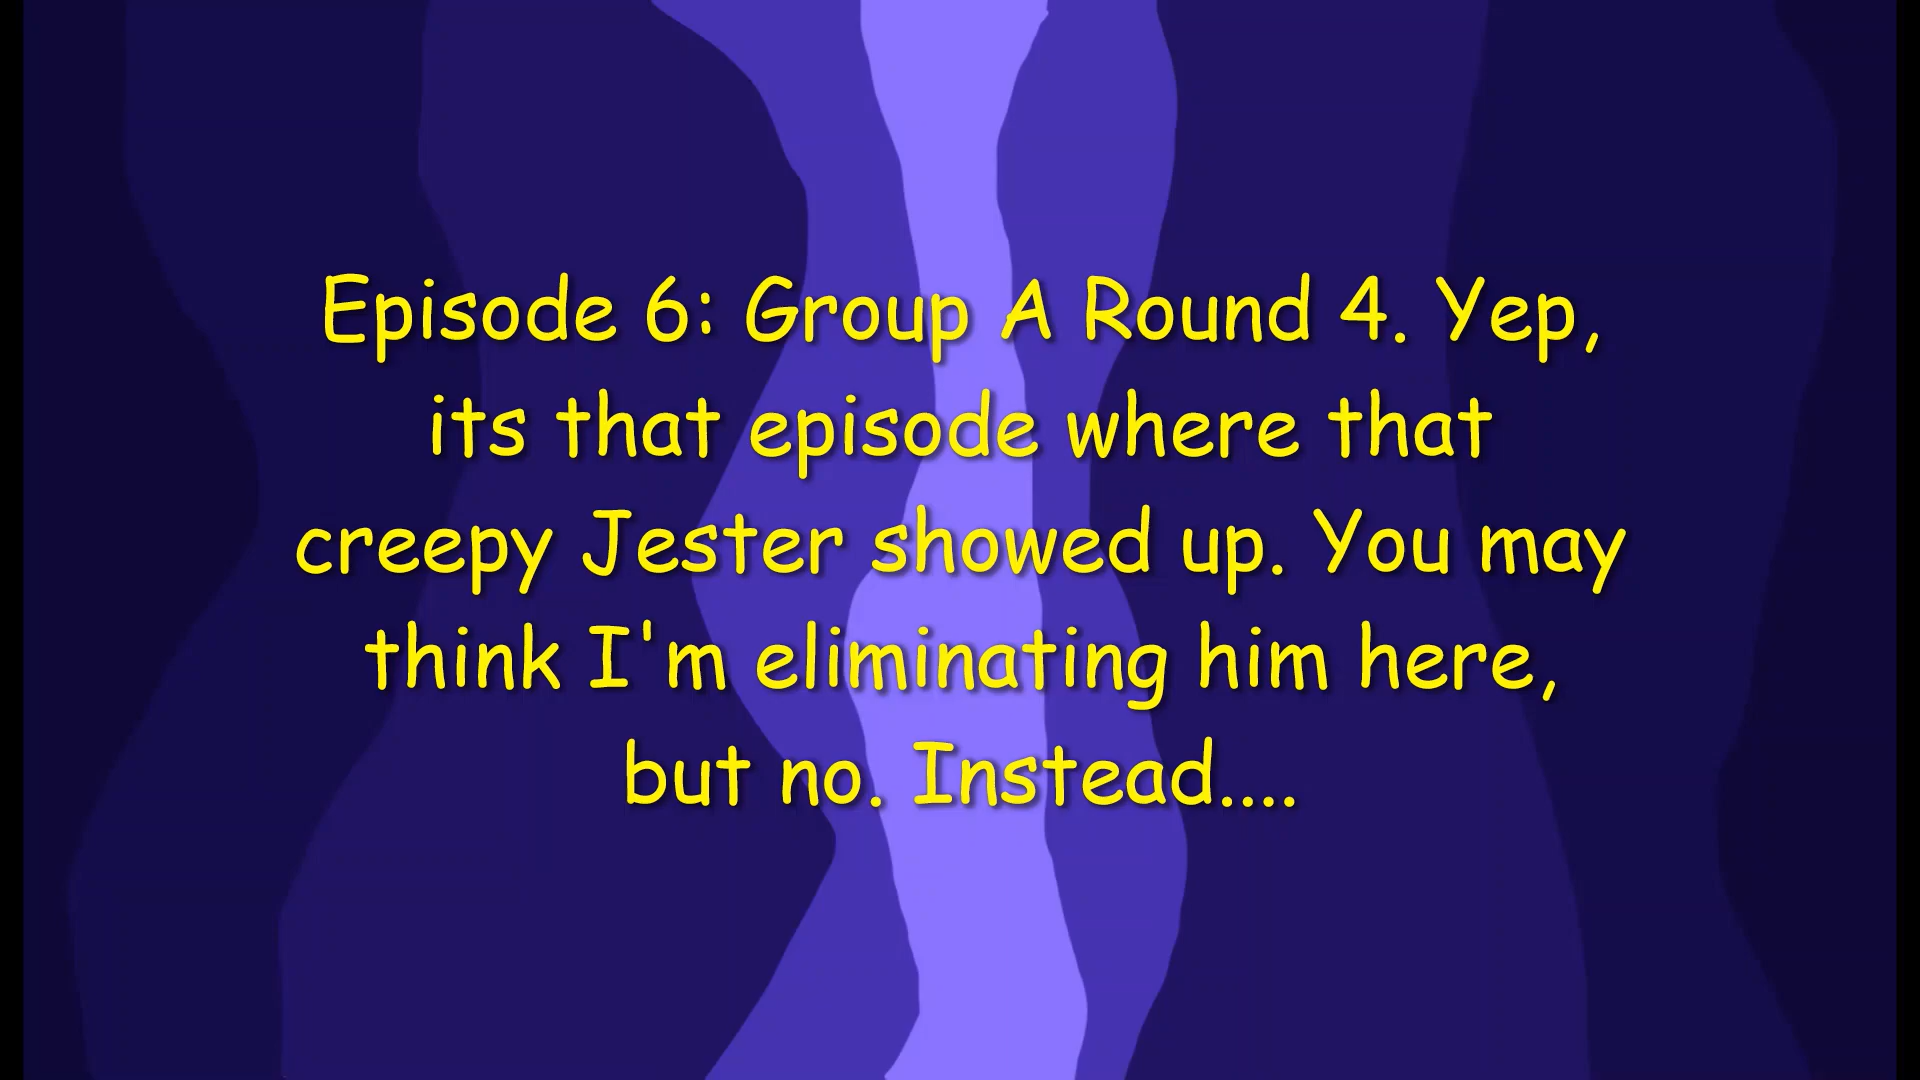 Episode 6: Group A Round 4. Yep,
its that episode where that
creepy Jester showed up. You may
think I'm eliminating him here,
but no. Instead....